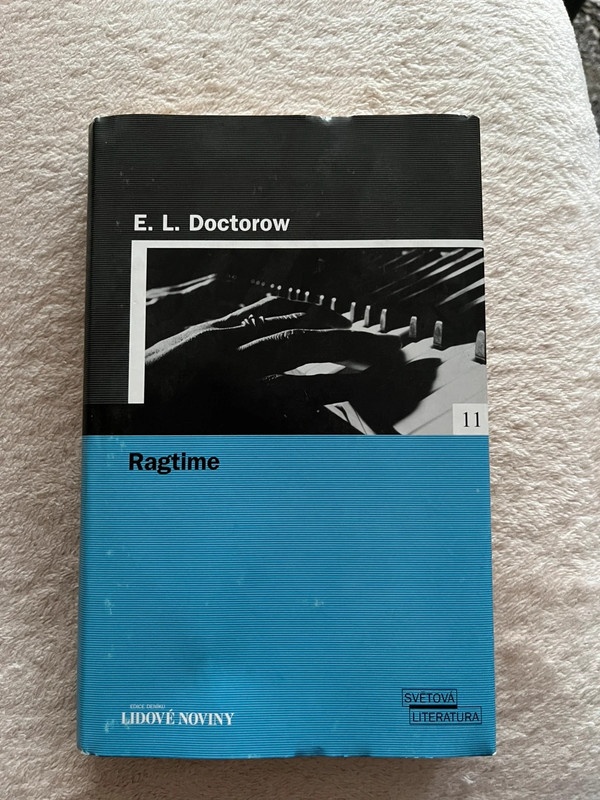 E. L. Doctorow
11
Ragtime
EDICE DENÍKU
LIDOVÉ NOVINY
SVĚTOVÁ
LITERATURA